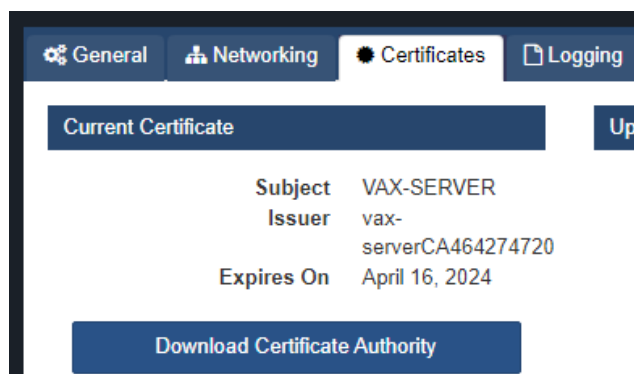 General Networking Certificates Logging
Current Certificate
Up
Subject VAX-SERVER
Issuer vax-
serverCA464274720
Expires On April 16, 2024
Download Certificate Authority